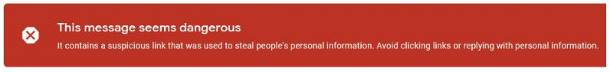 This message seems dangerous
It contains a suspicious link that was used to steal people's personal information. Avoid clicking links or replying with personal information.